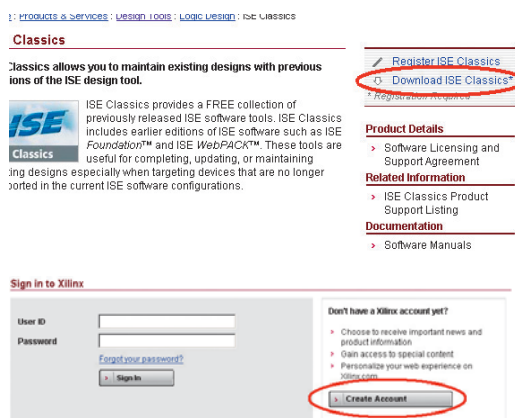 : Products & Services : Design Tools : Logic Design : ISE Classics
Classics
Classics allows you to maintain existing designs with previous
ions of the ISE design tool.
ISE
Classics
ISE Classics provides a FREE collection of
previously released ISE software tools. ISE Classics
includes earlier editions of ISE software such as ISE
Foundation™ and ISE WebPACK™. These tools are
useful for completing, updating, or maintaining
ting designs especially when targeting devices that are no longer
ported in the current ISE software configurations.
Register ISE Classics
Download ISE Classics*
* Registration Required
Product Details
› Software Licensing and
Support Agreement
Related Information
› ISE Classics Product
Support Listing
Documentation
› Software Manuals
Sign in to Xilinx
User ID
Password
Forgot your password?
› Sign In
Don't have a Xilinx account yet?
› Choose to receive important news and
product information
› Gain access to special content
› Personalize your web experience on
Xilinx.com
› Create Account